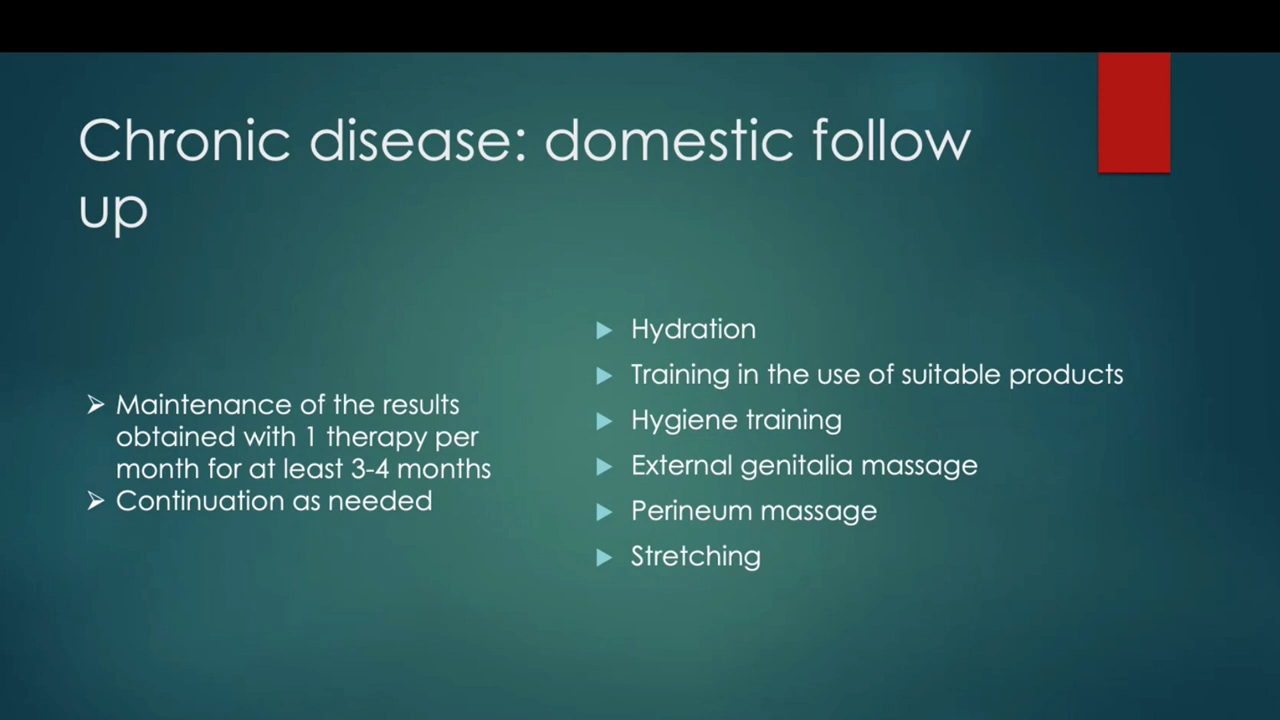 Chronic disease: domestic follow
up
Maintenance of the results
obtained with 1 therapy per
month for at least 3-4 months
Continuation as needed
Hydration
Training in the use of suitable products
Hygiene training
External genitalia massage
Perineum massage
Stretching